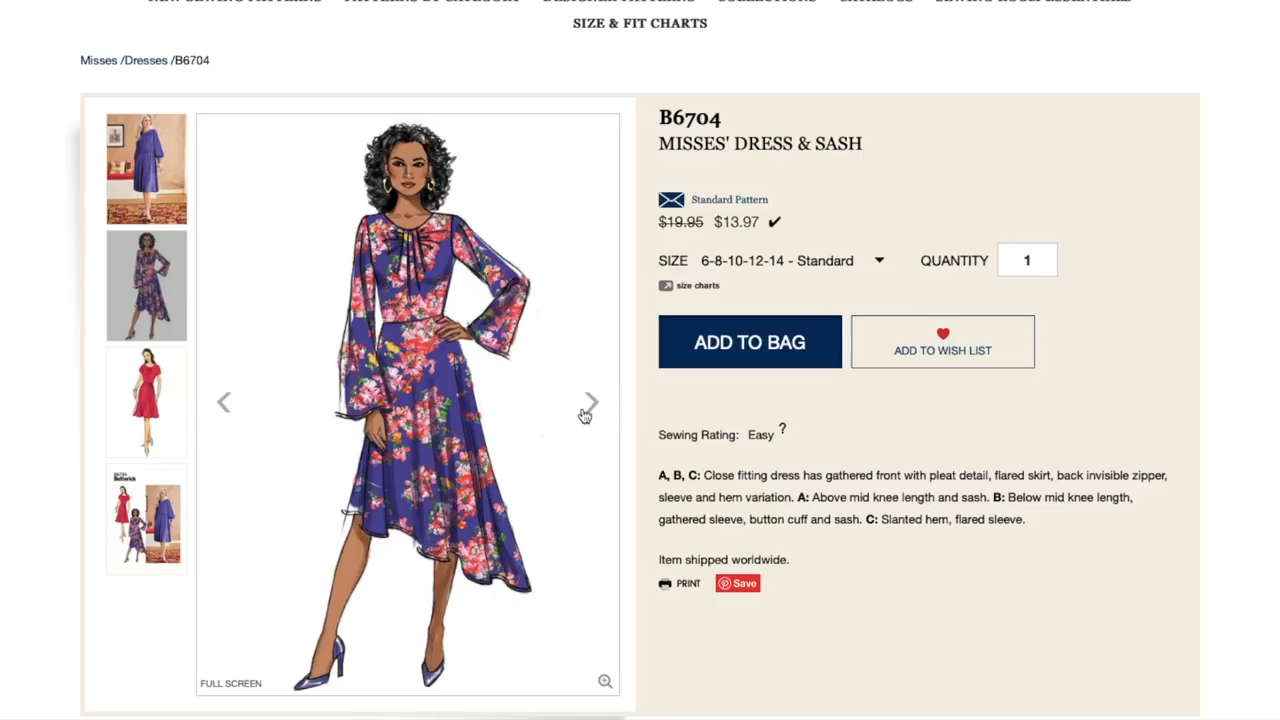 SIZE & FIT CHARTS
Misses /Dresses /B6704
B6704
MISSES' DRESS & SASH
Standard Pattern
$19.95 $13.97 ✔
SIZE 6-8-10-12-14 - Standard QUANTITY 1
size charts
ADD TO BAG
ADD TO WISH LIST
Sewing Rating: Easy ?
A, B, C: Close fitting dress has gathered front with pleat detail, flared skirt, back invisible zipper,
sleeve and hem variation. A: Above mid knee length and sash. B: Below mid knee length,
gathered sleeve, button cuff and sash. C: Slanted hem, flared sleeve.
Item shipped worldwide.
PRINT Save
FULL SCREEN
Butterick